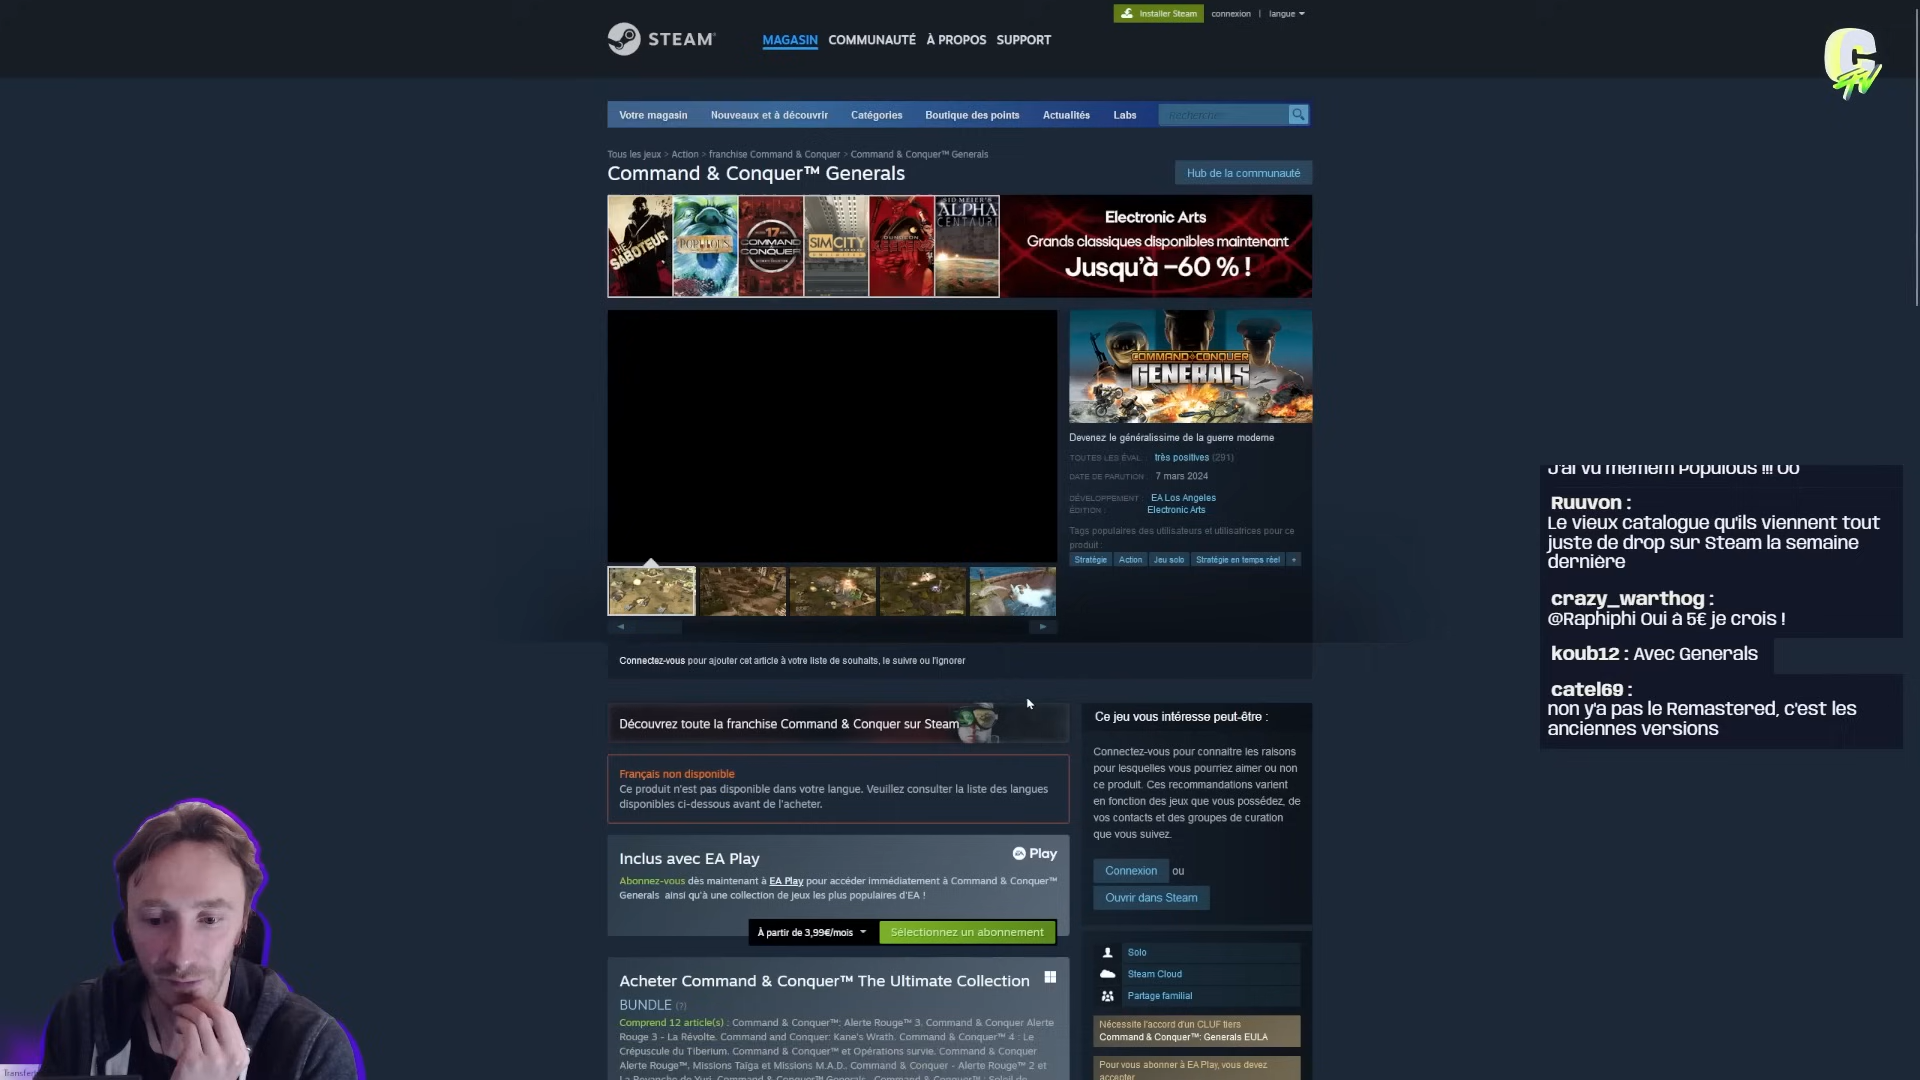 Installer Steam
connexion | langue
STEAM
MAGASIN COMMUNAUTÉ À PROPOS SUPPORT
Votre magasin Nouveaux et à découvrir Catégories Boutique des points Actualités Labs
Rechercher
Tous les jeux > Action > franchise Command & Conquer > Command & Conquer™ Generals
Command & Conquer™ Generals
Hub de la communauté
THE SABOTEUR
POPULOUS
17
COMMAND & CONQUER
SIMCITY
DUNGEON KEEPER
SID MEIER'S
ALPHA
CENTAURI
Electronic Arts
Grands classiques disponibles maintenant
Jusqu'à –60 % !
COMMAND CONQUER
GENERALS
Devenez le généralissime de la guerre moderne
TOUTES LES ÉVAL. très positives (291)
DATE DE PARUTION : 7 mars 2024
DÉVELOPPEMENT : EA Los Angeles
ÉDITION : Electronic Arts
Tags populaires des utilisateurs et utilisatrices pour ce
produit :
Stratégie Action Jeu solo Stratégie en temps réel +
Connectez-vous pour ajouter cet article à votre liste de souhaits, le suivre ou l'ignorer
Découvrez toute la franchise Command & Conquer sur Steam
Français non disponible
Ce produit n'est pas disponible dans votre langue. Veuillez consulter la liste des langues
disponibles ci-dessous avant de l'acheter.
Inclus avec EA Play
EA Play
Abonnez-vous dès maintenant à EA Play pour accéder immédiatement à Command & Conquer™
Generals ainsi qu'à une collection de jeux les plus populaires d'EA !
À partir de 3,99€/mois
Sélectionnez un abonnement
Acheter Command & Conquer™ The Ultimate Collection
BUNDLE (?)
Comprend 12 article(s) : Command & Conquer™: Alerte Rouge™ 3, Command & Conquer Alerte
Rouge 3 - La Révolte, Command and Conquer: Kane's Wrath, Command & Conquer™ 4 : Le
Crépuscule du Tibérium, Command & Conquer™ et Opérations survie, Command & Conquer
Alerte Rouge™, Missions Taïga et Missions M.A.D., Command & Conquer - Alerte Rouge™ 2 et
La Revanche de Yuri, Command & Conquer™ Generals, Command & Conquer™ : Soleil de
Ce jeu vous intéresse peut-être :
Connectez-vous pour connaître les raisons
pour lesquelles vous pourriez aimer ou non
ce produit. Ces recommandations varient
en fonction des jeux que vous possédez, de
vos contacts et des groupes de curation
que vous suivez.
Connexion ou
Ouvrir dans Steam
Solo
Steam Cloud
Partage familial
Nécessite l'accord d'un CLUF tiers
Command & Conquer™: Generals EULA
Pour vous abonner à EA Play, vous devez
accepter
G TV
J'ai vu mêmem Populous !!! Oo
Ruuvon :
Le vieux catalogue qu'ils viennent tout
juste de drop sur Steam la semaine
dernière
crazy_warthog :
@Raphiphi Oui à 5€ je crois !
koub12 : Avec Generals
catel69 :
non y'a pas le Remastered, c'est les
anciennes versions